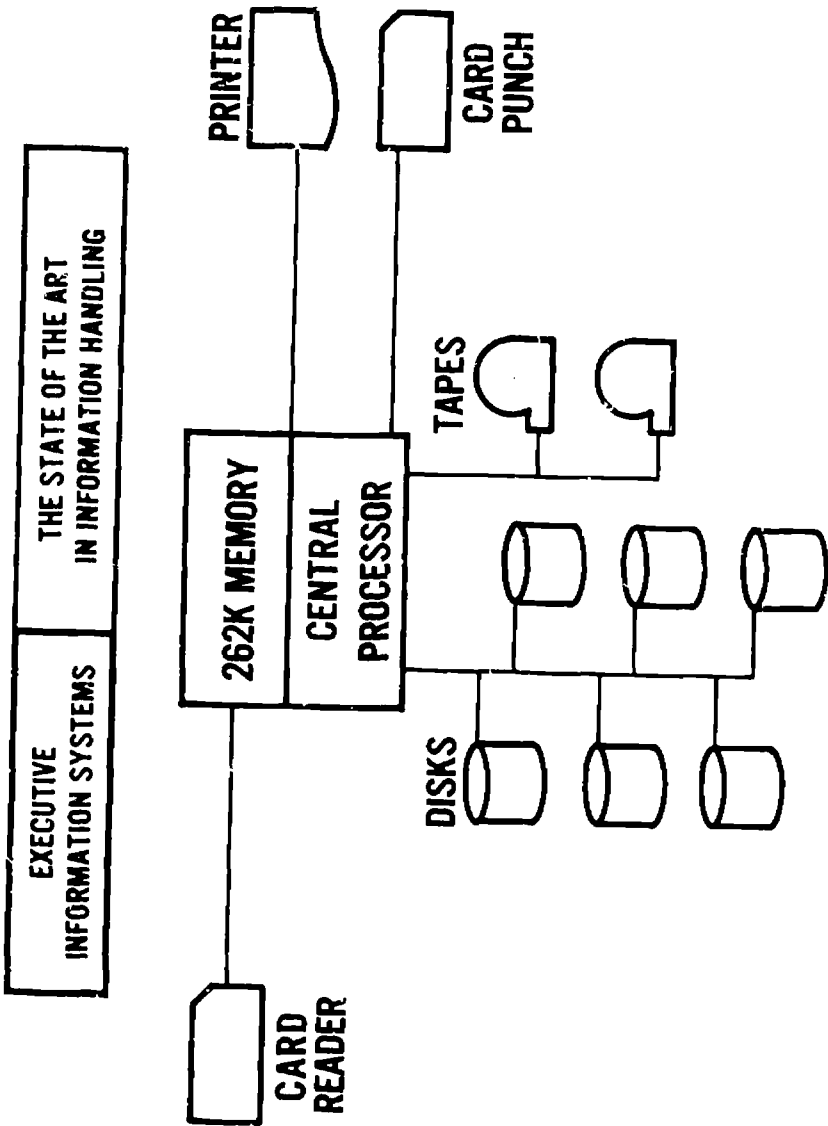 EXECUTIVE
INFORMATION SYSTEMS
THE STATE OF THE ART
IN INFORMATION HANDLING
CARD
READER
262K MEMORY
CENTRAL
PROCESSOR
PRINTER
CARD
PUNCH
DISKS
TAPES